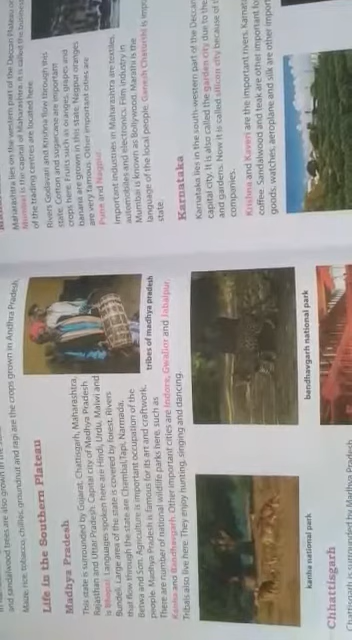 and sandalwood trees are also grown in the
Maize, rice, tobacco, chillies, groundnut and ragi are the crops grown in Andhra Pradesh.
Life in the Southern Plateau
Madhya Pradesh
This state is surrounded by Gujarat, Chattisgarh, Maharashtra,
Rajasthan and Uttar Pradesh. Capital city of Madhya Pradesh
is Bhopal. Languages spoken here are Hindi, Urdu, Malwi and
Bundeli. Large area of the state is covered by forest. Rivers
that flow through the state are Chambal, Tapi, Narmada,
Betwa and Son. Agriculture is important occupation of the
people. Madhya Pradesh is famous for its art and craftwork.
There are number of national wildlife parks here, such as
Kanha and Bandhavgarh. Other important cities are Indore, Gwalior and Jabalpur.
Tribals also live here. They enjoy hunting, singing and dancing.
tribes of madhya pradesh
kanha national park
bandhavgarh national park
Chhattisgarh
Chattisgarh is surrounded by Madhya Pradesh
Maharashtra lies on the western part of the Deccan Plateau
Mumbai is the capital of Maharashtra. It is called the business
of the trading centres are located here.
Rivers Godavari and Krishna flow through this
state. Cotton and sugarcane are important
crops here. Fruits such as oranges, grapes and
banana are grown in this state. Nagpur oranges
are very famous. Other important cities are
Pune and Nagpur.
Important industries in Maharashtra are textiles,
automobiles and electronics. Film industry in
Mumbai is known as Bollywood. Marathi is the
language of the local people. Ganesh Chaturthi is
state.
Karnataka
Karnataka lies in the south-western part of the Deccan
capital city. It is also called the garden city due to the
and gardens. Now it is called silicon city because of
companies.
Krishna and Kaveri are the important rivers.
coffee. Sandalwood and teak are other important
goods, watches, aeroplane and silk are other